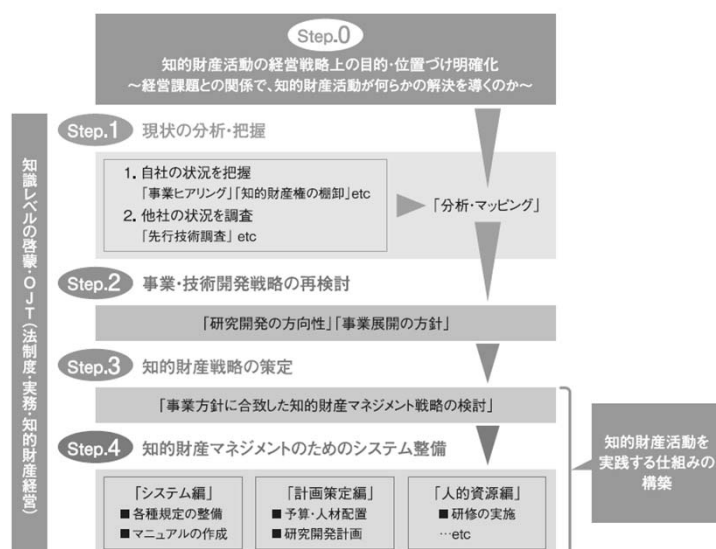 Step.0
知的財産活動の経営戦略上の目的・位置づけ明確化
〜経営課題との関係で、知的財産活動が何らかの解決を導くのか〜
知識レベルの啓蒙・OJT(法制度・実務・知的財産経営)
Step.1 現状の分析・把握
1. 自社の状況を把握
「事業ヒアリング」「知的財産権の棚卸」etc
2. 他社の状況を調査
「先行技術調査」 etc
「分析・マッピング」
Step.2 事業・技術開発戦略の再検討
「研究開発の方向性」「事業展開の方針」
Step.3 知的財産戦略の策定
「事業方針に合致した知的財産マネジメント戦略の検討」
Step.4 知的財産マネジメントのためのシステム整備
「システム編」
■ 各種規定の整備
■ マニュアルの作成
「計画策定編」
■ 予算・人材配置
■ 研究開発計画
「人的資源編」
■ 研修の実施
…etc
知的財産活動を
実践する仕組みの
構築